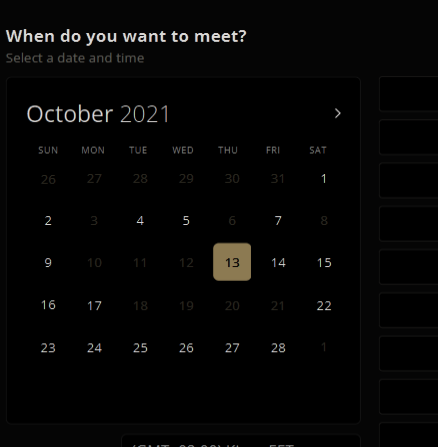 When do you want to meet?
Select a date and time
October 2021 >
SUN MON TUE WED THU FRI SAT
26 27 28 29 30 31 1
2 3 4 5 6 7 8
9 10 11 12 13 14 15
16 17 18 19 20 21 22
23 24 25 26 27 28 1